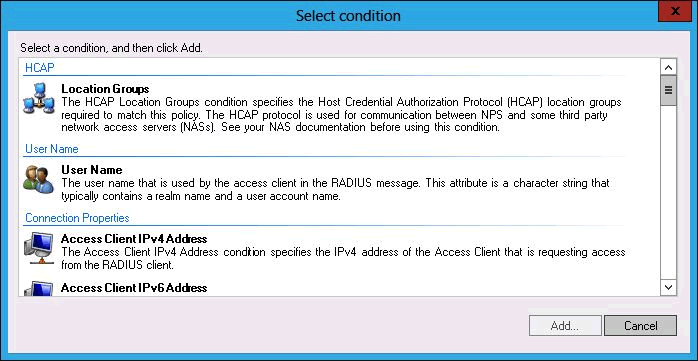 Select condition
x
Select a condition, and then click Add.
HCAP
Location Groups
The HCAP Location Groups condition specifies the Host Credential Authorization Protocol (HCAP) location groups
required to match this policy. The HCAP protocol is used for communication between NPS and some third party
network access servers (NASs). See your NAS documentation before using this condition.
User Name
User Name
The user name that is used by the access client in the RADIUS message. This attribute is a character string that
typically contains a realm name and a user account name.
Connection Properties
Access Client IPv4 Address
The Access Client IPv4 Address condition specifies the IPv4 address of the Access Client that is requesting access
from the RADIUS client.
Access Client IPv6 Address
Add... Cancel